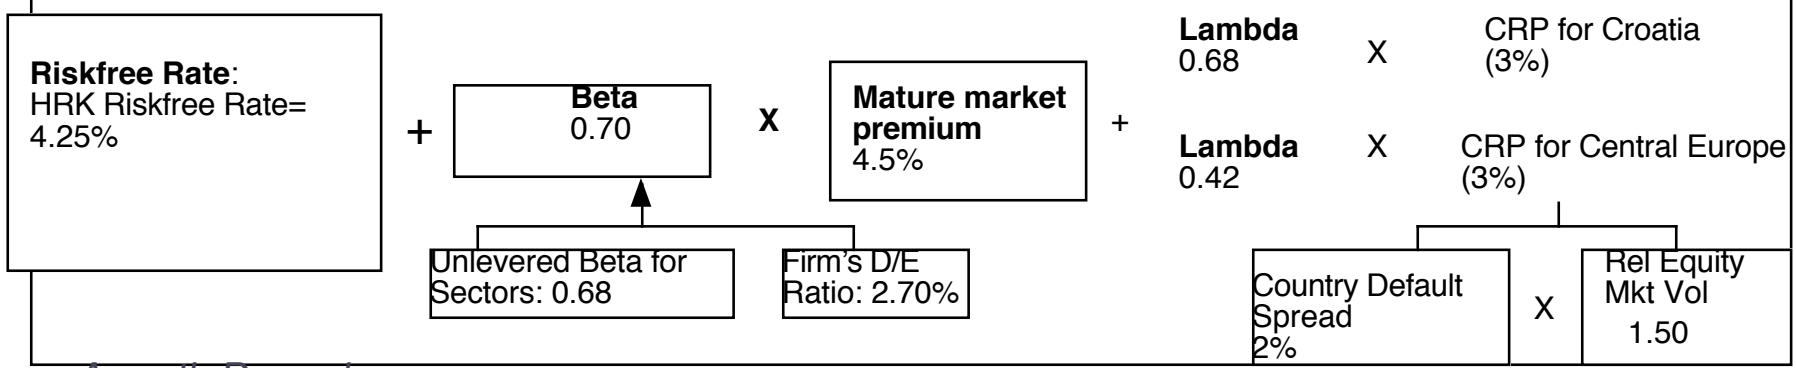 Riskfree Rate:
HRK Riskfree Rate=
4.25%
+
Beta
0.70
X
Mature market
premium
4.5%
+
Lambda
0.68
X
CRP for Croatia
(3%)
Lambda
0.42
X
CRP for Central Europe
(3%)
Unlevered Beta for
Sectors: 0.68
Firm's D/E
Ratio: 2.70%
Country Default
Spread
2%
X
Rel Equity
Mkt Vol
1.50